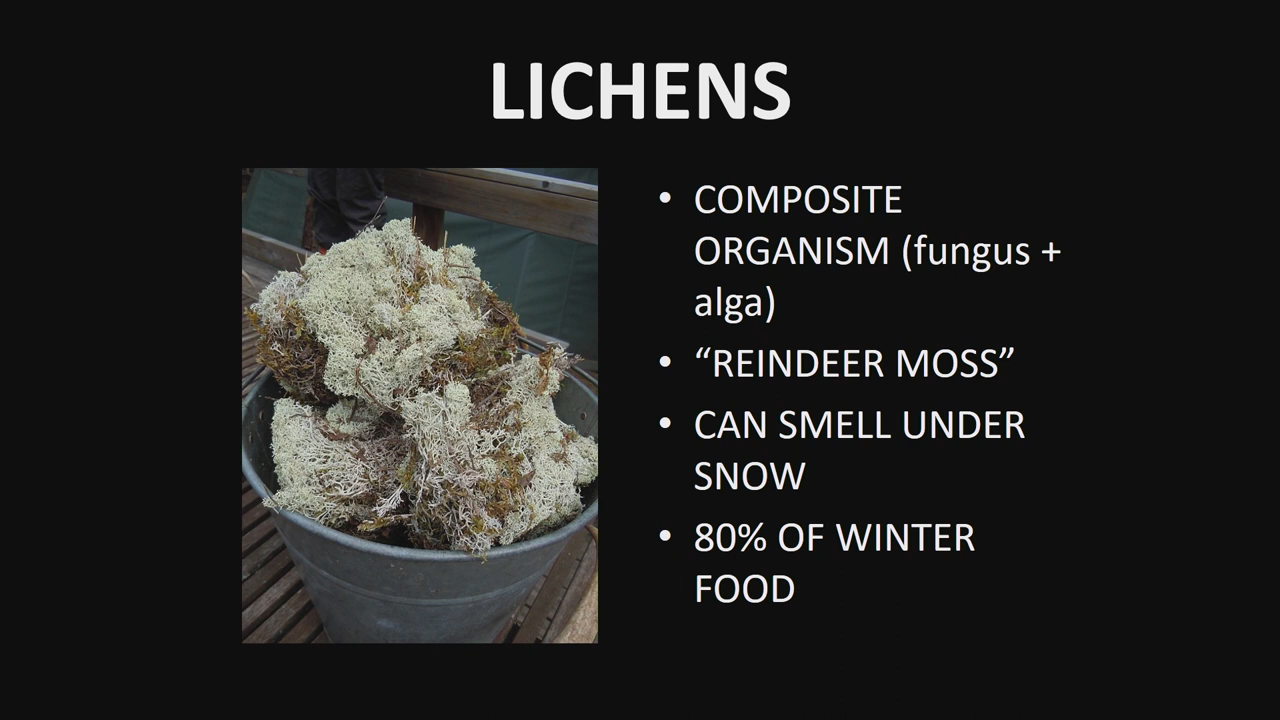 LICHENS
• COMPOSITE
ORGANISM (fungus +
alga)
• “REINDEER MOSS”
• CAN SMELL UNDER
SNOW
• 80% OF WINTER
FOOD